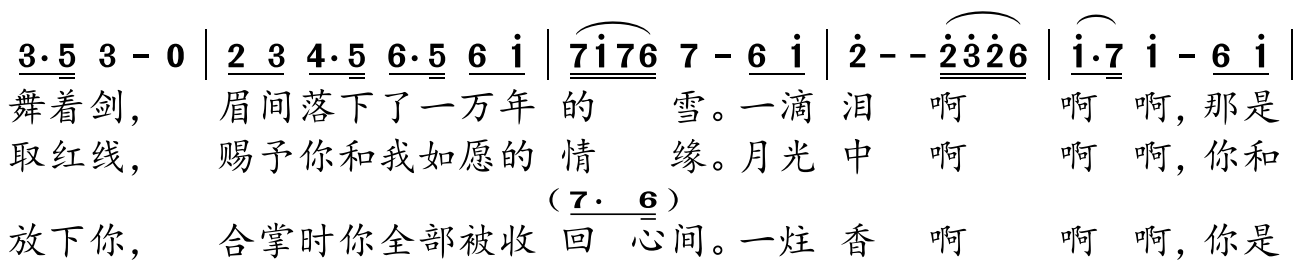 3·5 3 - 0 | 2 3 4·5 6·5 6 i | 7i76 7 - 6 i | 2̇ - - 2̇3̇2̇6 | i·7 i - 6 i |
舞着剑， 眉间落下了一万年 的 雪。一滴 泪 啊 啊 啊，那是
取红线， 赐予你和我如愿的 情 缘。月光 中 啊 啊 啊，你和
（7· 6）
放下你， 合掌时你全部被收 回 心间。一炷 香 啊 啊 啊，你是